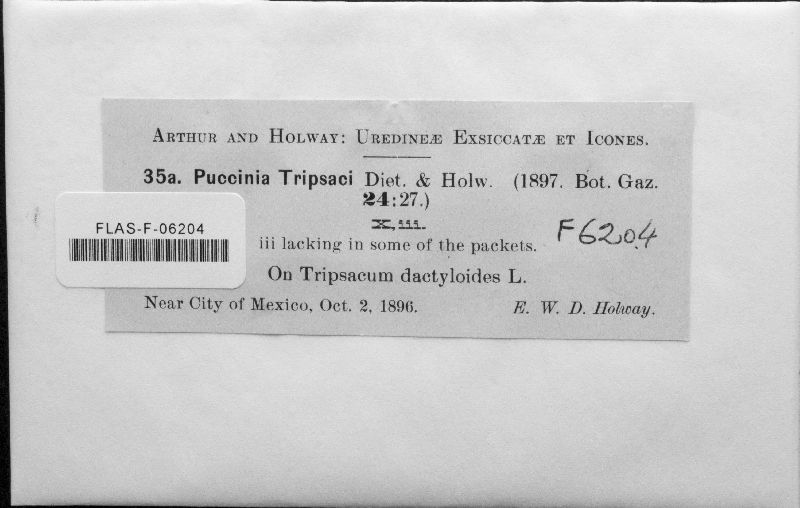 ARTHUR AND HOLWAY: UREDINEÆ EXSICCATÆ ET ICONES.
35a. Puccinia Tripsaci Diet. & Holw. (1897. Bot. Gaz.
24:27.)
X, iii.
FLAS-F-06204
iii lacking in some of the packets.
F6204
On Tripsacum dactyloides L.
Near City of Mexico, Oct. 2, 1896. E. W. D. Holway.